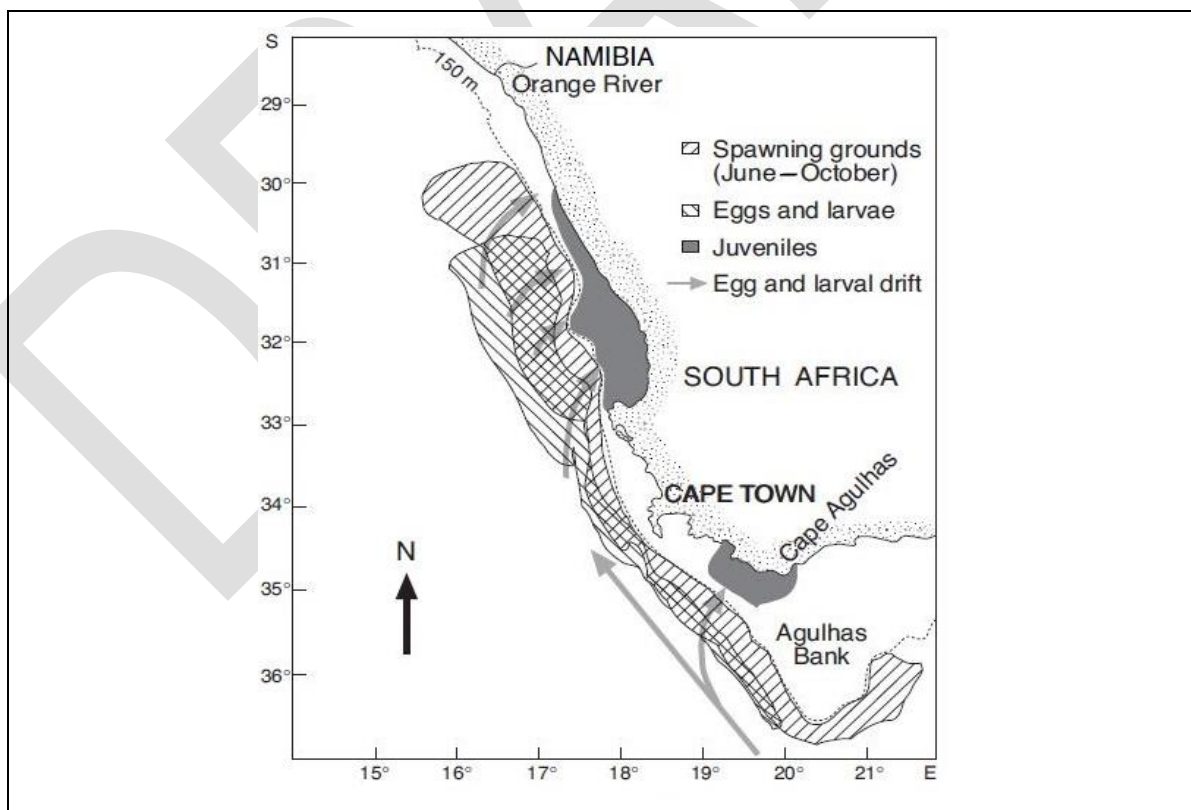 S
NAMIBIA
150 m
Orange River
29°
Spawning grounds
(June—October)
30°
Eggs and larvae
Juveniles
31°
Egg and larval drift
32°
SOUTH AFRICA
33°
CAPE TOWN
Cape Agulhas
34°
N
35°
Agulhas
Bank
36°
15° 16° 17° 18° 19° 20° 21° E